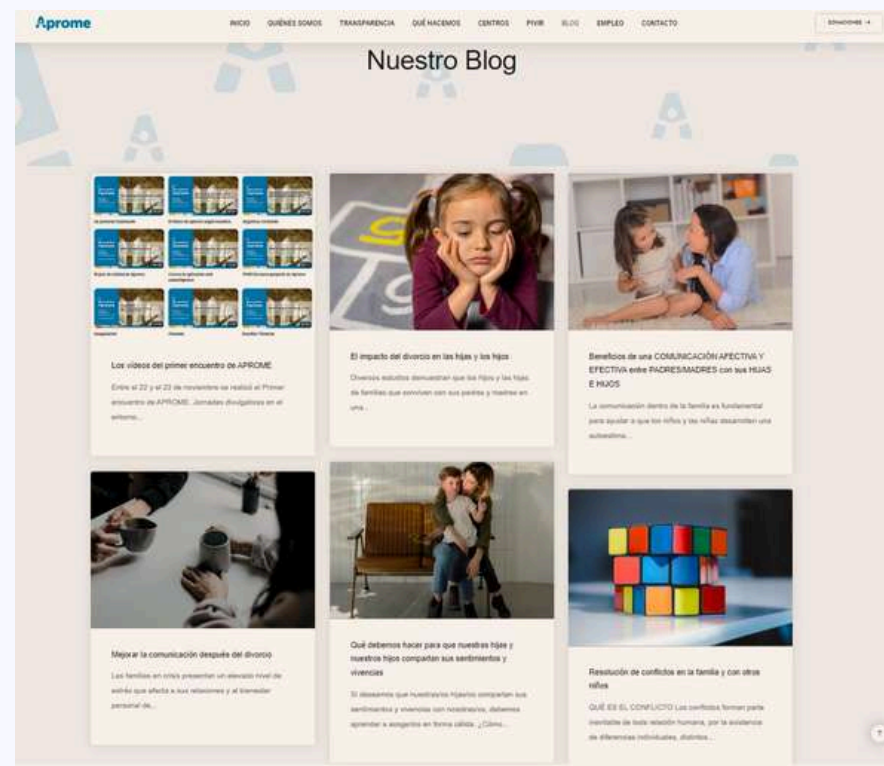 Aprome
INICIO QUIÉNES SOMOS TRANSPARENCIA QUÉ HACEMOS CENTROS PIVIR BLOG EMPLEO CONTACTO
DONACIONES
Nuestro Blog
Los vídeos del primer encuentro de APROME
Entre el 22 y el 23 de noviembre se realizó el Primer
encuentro de APROME. Jornadas divulgativas en el
entorno...
El impacto del divorcio en las hijas y los hijos
Diversos estudios demuestran que los hijos y las hijas
de familias que conviven con sus padres y madres en
una...
Beneficios de una COMUNICACIÓN AFECTIVA Y
EFECTIVA entre PADRES/MADRES con sus HIJAS
E HIJOS
La comunicación dentro de la familia es fundamental
para ayudar a que los niños y las niñas desarrollen una
autoestima...
Mejorar la comunicación después del divorcio
Las familias en crisis presentan un elevado nivel de
estrés que afecta a sus relaciones y al bienestar
personal de...
Qué debemos hacer para que nuestras hijas y
nuestros hijos compartan sus sentimientos y
vivencias
Si deseamos que nuestras/os hijas/os compartan sus
sentimientos y vivencias con nosotras/os, debemos
aprender a acogerlos en forma cálida. ¿Cómo...
Resolución de conflictos en la familia y con otros
niños
QUÉ ES EL CONFLICTO Los conflictos forman parte
inevitable de toda relación humana, por la existencia
de diferencias individuales, distintos...
?